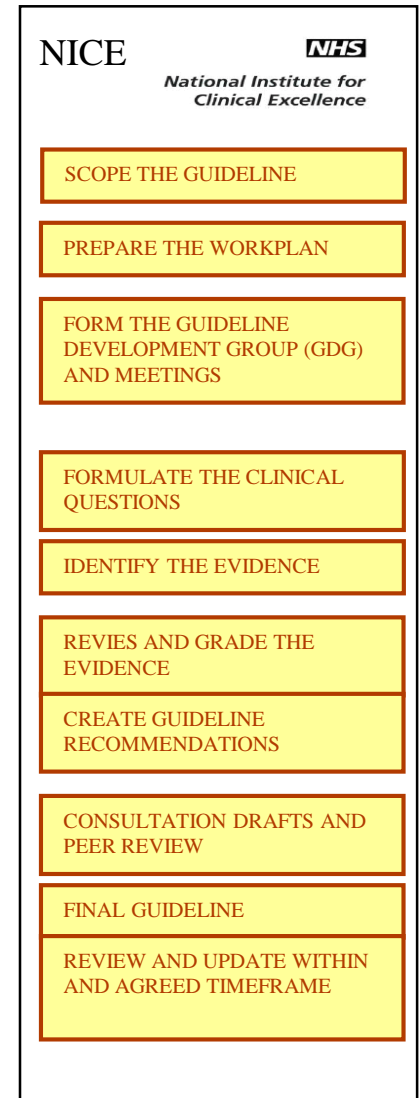 NICE
NHS
National Institute for
Clinical Excellence
SCOPE THE GUIDELINE
PREPARE THE WORKPLAN
FORM THE GUIDELINE
DEVELOPMENT GROUP (GDG)
AND MEETINGS
FORMULATE THE CLINICAL
QUESTIONS
IDENTIFY THE EVIDENCE
REVIES AND GRADE THE
EVIDENCE
CREATE GUIDELINE
RECOMMENDATIONS
CONSULTATION DRAFTS AND
PEER REVIEW
FINAL GUIDELINE
REVIEW AND UPDATE WITHIN
AND AGREED TIMEFRAME